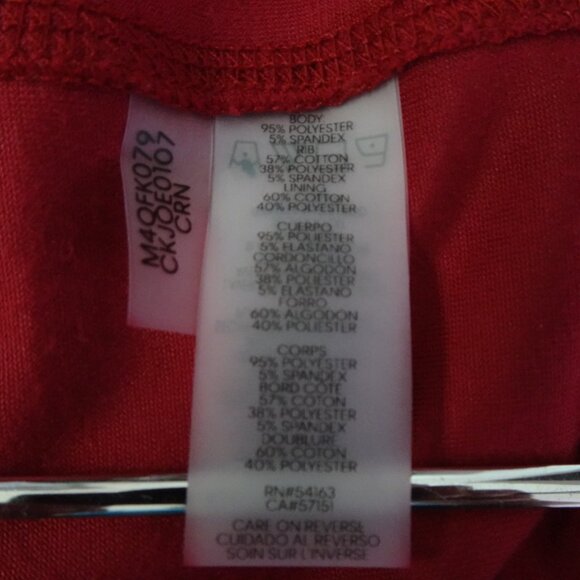 M4OFK079
CKJOE0107
CRN
BODY
95% POLYESTER
5% SPANDEX
RIB
57% COTTON
38% POLYESTER
5% SPANDEX
LINING
60% COTTON
40% POLYESTER
CUERPO
95% POLIESTER
5% ELASTANO
CORDONCILLO
57% ALGODON
38% POLIESTER
5% ELASTANO
FORRO
60% ALGODON
40% POLIESTER
CORPS
95% POLYESTER
5% SPANDEX
BORD COTE
57% COTON
38% POLYESTER
5% SPANDEX
DOUBLURE
60% COTON
40% POLYESTER
RN#54163
CA#57151
CARE ON REVERSE
CUIDADO AL REVERSO
SOIN SUR L'INVERSE